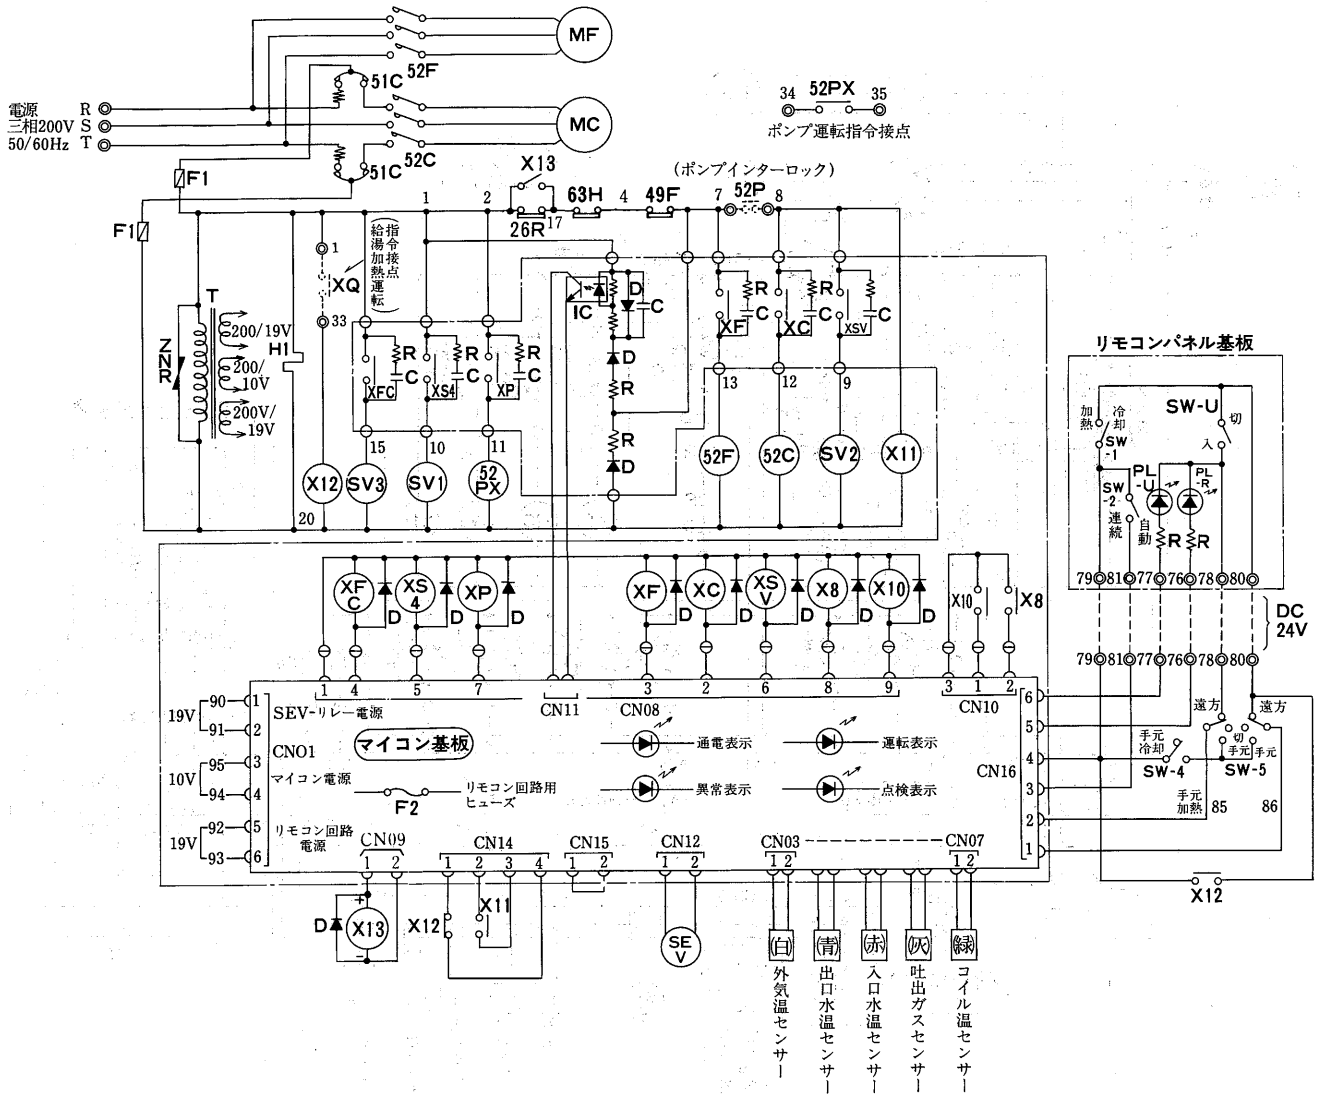 MF
52F
51C
電源 R
三相200V S
50/60Hz T
MC
52C
51C
F1
F1
34 52PX 35
ポンプ運転指令接点
X13
(ポンプインターロック)
1
2
26R
17
63H
4
49F
7
52P
8
1
XQ
33
指令接点
(給湯加熱運転)
T
ZNR
200/19V
200/
10V
200V/
19V
H1
R
C
XFC
R
C
XS4
R
C
XP
IC
R
D
C
D
R
R
D
R
C
XF
R
C
XC
R
C
XSV
15
10
11
13
12
9
X12
SV3
SV1
52
PX
52F
52C
SV2
X11
20
リモコンパネル基板
加熱
冷却
SW
-1
SW-U
切
入
SW
-2
連続
自動
PL
-U
PL
-R
R
R
79 81 77 76 78 80
DC
24V
79 81 77 76 78 80
XF
C
XS
4
XP
D
D
D
XF
XC
XS
V
X8
X10
D
D
D
D
D
X10
X8
1 4 5 7
CN11
3 2 6 8 9
CN08
3 1 2
CN10
19V
90
91
1
2
SEV-リレー電源
CN01
10V
95
94
3
4
マイコン電源
19V
92
93
5
6
リモコン回路
電源
マイコン基板
F2
リモコン回路用
ヒューズ
通電表示
運転表示
異常表示
点検表示
CN16
6
5
4
3
2
1
遠方
遠方
手元
冷却
切
手元
手元
SW-4
SW-5
手元
加熱
85
86
X12
CN09
1 2
CN14
1 2 3 4
CN15
1 2
CN12
1 2
CN03
1 2
CN07
1 2
D
+
X13
-
X12
X11
SE
V
(白)
(青)
(赤)
(灰)
(緑)
外気温センサー
出口水温センサー
入口水温センサー
吐出ガスセンサー
コイル温センサー